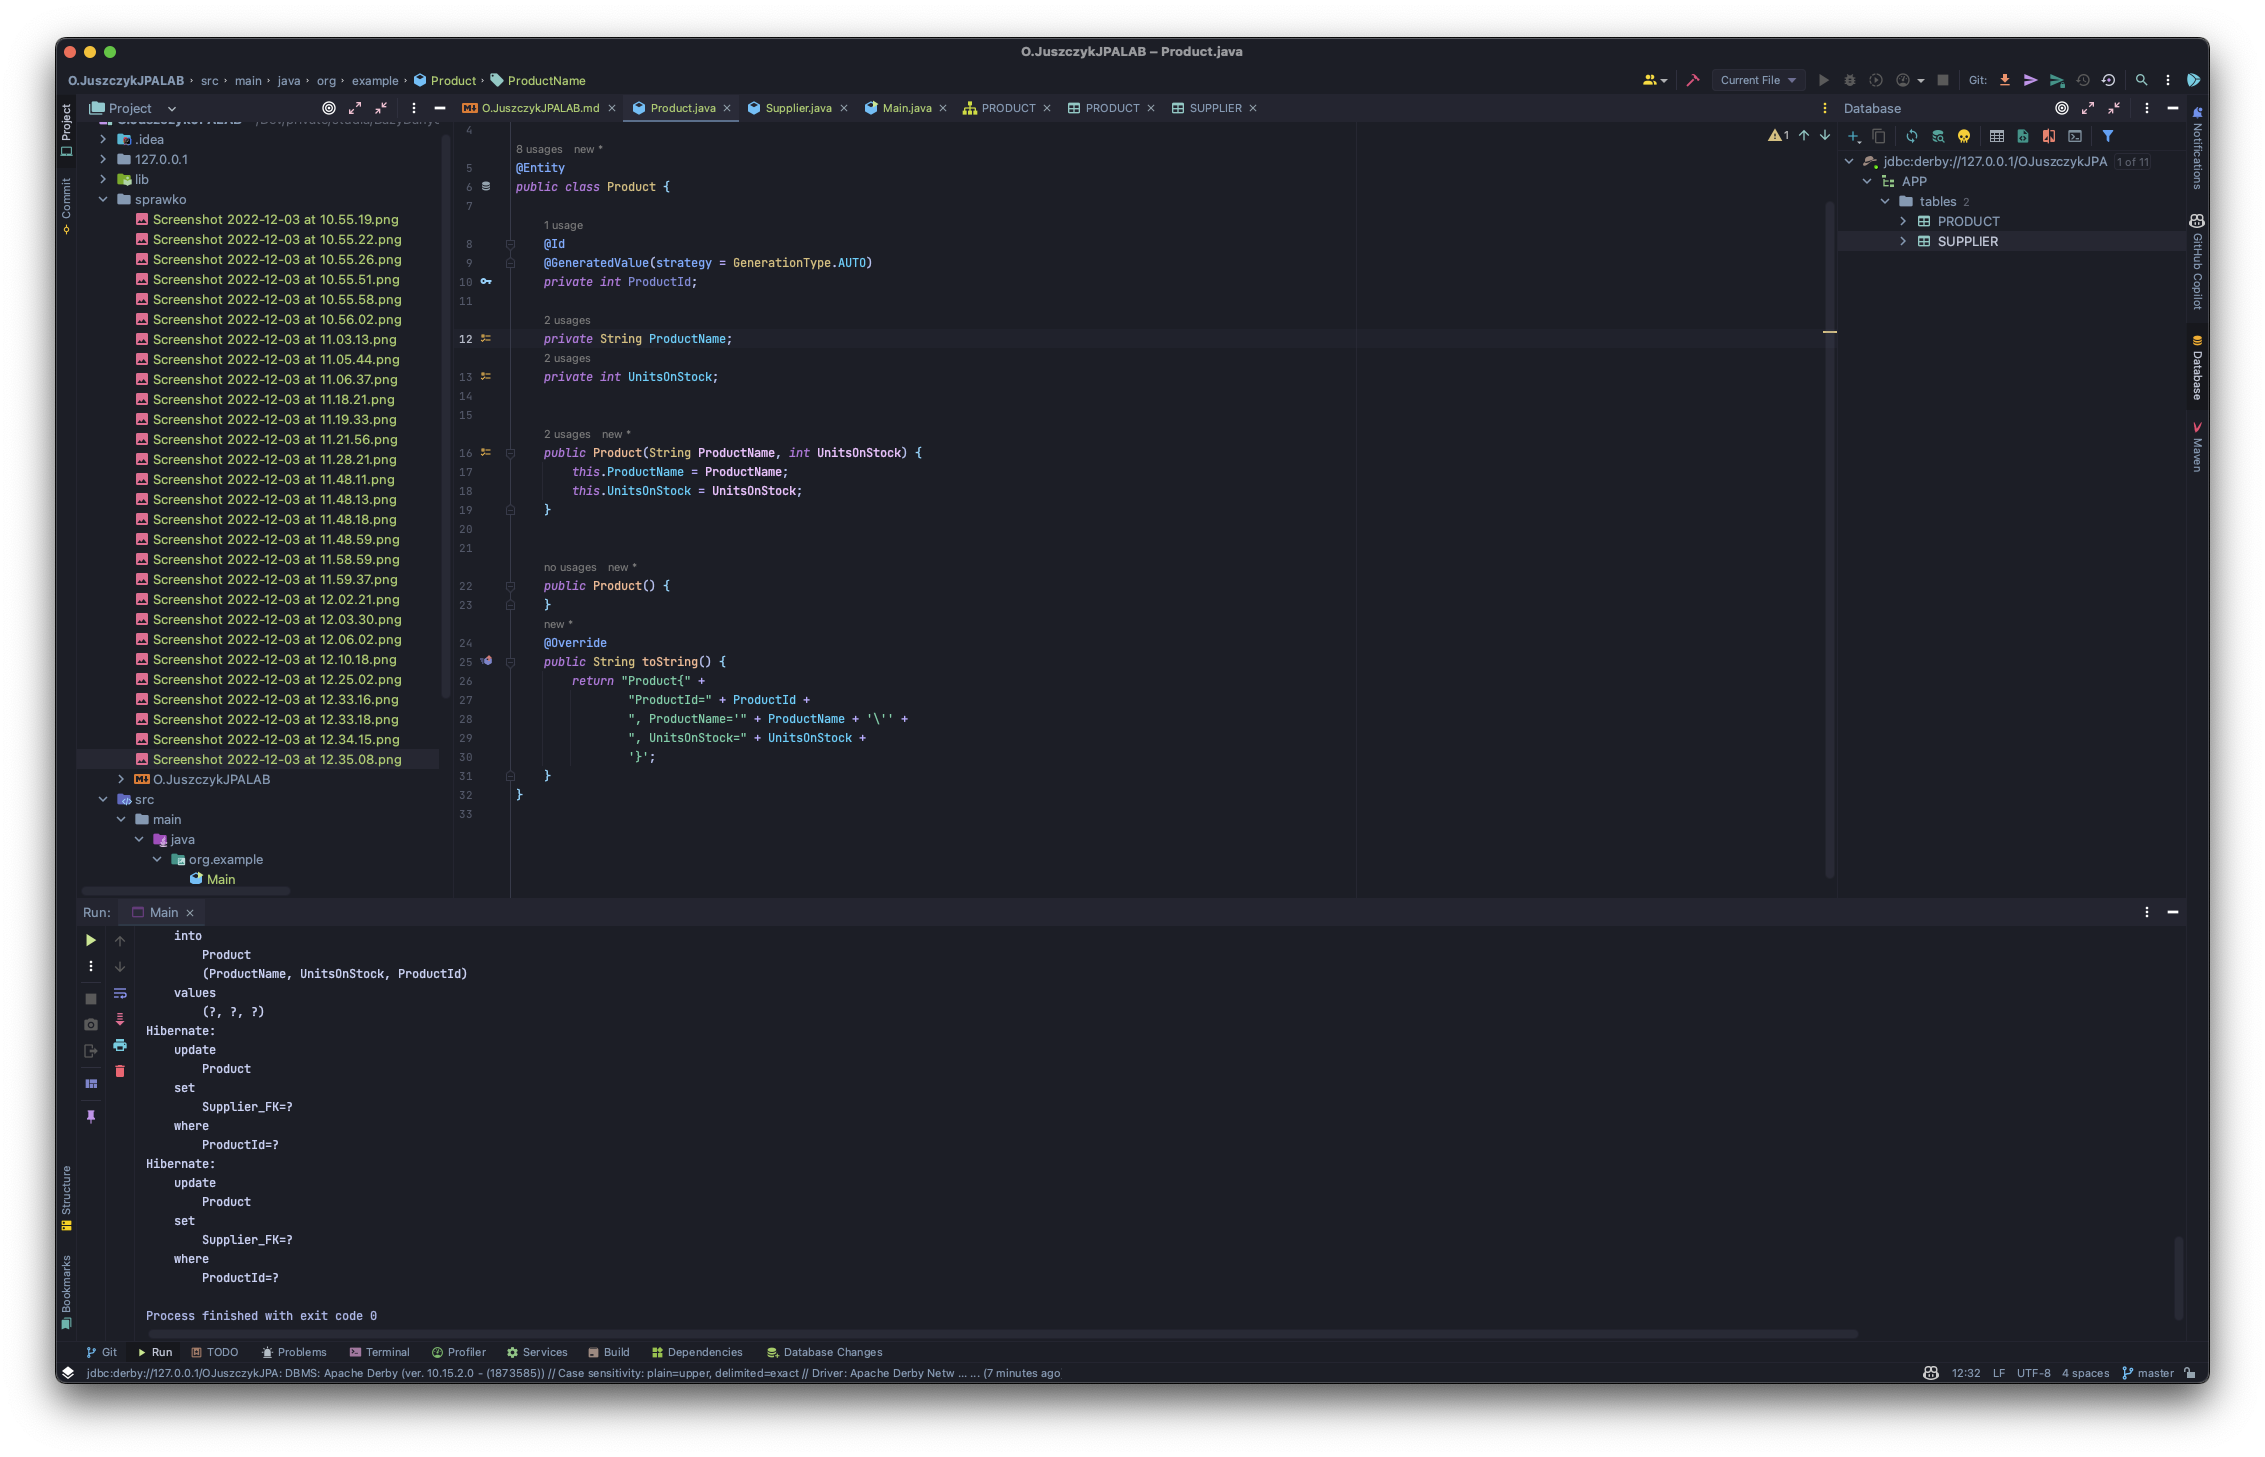 O.JuszczykJPALAB – Product.java
O.JuszczykJPALAB › src › main › java › org › example › Product › ProductName
Current File
Git:
Project
O.JuszczykJPALAB.md
Product.java
Supplier.java
Main.java
PRODUCT
PRODUCT
SUPPLIER
Database
Project
Commit
Structure
Bookmarks
.idea
127.0.0.1
lib
sprawko
Screenshot 2022-12-03 at 10.55.19.png
Screenshot 2022-12-03 at 10.55.22.png
Screenshot 2022-12-03 at 10.55.26.png
Screenshot 2022-12-03 at 10.55.51.png
Screenshot 2022-12-03 at 10.55.58.png
Screenshot 2022-12-03 at 10.56.02.png
Screenshot 2022-12-03 at 11.03.13.png
Screenshot 2022-12-03 at 11.05.44.png
Screenshot 2022-12-03 at 11.06.37.png
Screenshot 2022-12-03 at 11.18.21.png
Screenshot 2022-12-03 at 11.19.33.png
Screenshot 2022-12-03 at 11.21.56.png
Screenshot 2022-12-03 at 11.28.21.png
Screenshot 2022-12-03 at 11.48.11.png
Screenshot 2022-12-03 at 11.48.13.png
Screenshot 2022-12-03 at 11.48.18.png
Screenshot 2022-12-03 at 11.48.59.png
Screenshot 2022-12-03 at 11.58.59.png
Screenshot 2022-12-03 at 11.59.37.png
Screenshot 2022-12-03 at 12.02.21.png
Screenshot 2022-12-03 at 12.03.30.png
Screenshot 2022-12-03 at 12.06.02.png
Screenshot 2022-12-03 at 12.10.18.png
Screenshot 2022-12-03 at 12.25.02.png
Screenshot 2022-12-03 at 12.33.16.png
Screenshot 2022-12-03 at 12.33.18.png
Screenshot 2022-12-03 at 12.34.15.png
Screenshot 2022-12-03 at 12.35.08.png
O.JuszczykJPALAB
src
main
java
org.example
Main
4
8 usages new *
5 @Entity
6 public class Product {
7
1 usage
8 @Id
9 @GeneratedValue(strategy = GenerationType.AUTO)
10 private int ProductId;
11
2 usages
12 private String ProductName;
2 usages
13 private int UnitsOnStock;
14
15
2 usages new *
16 public Product(String ProductName, int UnitsOnStock) {
17 this.ProductName = ProductName;
18 this.UnitsOnStock = UnitsOnStock;
19 }
20
21
no usages new *
22 public Product() {
23 }
new *
24 @Override
25 public String toString() {
26 return "Product{" +
27 "ProductId=" + ProductId +
28 ", ProductName='" + ProductName + '\'' +
29 ", UnitsOnStock=" + UnitsOnStock +
30 '}';
31 }
32 }
33
1
jdbc:derby://127.0.0.1/OJuszczykJPA 1 of 11
APP
tables 2
PRODUCT
SUPPLIER
Notifications
GitHub Copilot
Database
Maven
Run: Main
into
Product
(ProductName, UnitsOnStock, ProductId)
values
(?, ?, ?)
Hibernate:
update
Product
set
Supplier_FK=?
where
ProductId=?
Hibernate:
update
Product
set
Supplier_FK=?
where
ProductId=?
Process finished with exit code 0
Git Run TODO Problems Terminal Profiler Services Build Dependencies Database Changes
jdbc:derby://127.0.0.1/OJuszczykJPA: DBMS: Apache Derby (ver. 10.15.2.0 - (1873585)) // Case sensitivity: plain=upper, delimited=exact // Driver: Apache Derby Netw ... ... (7 minutes ago
12:32 LF UTF-8 4 spaces master